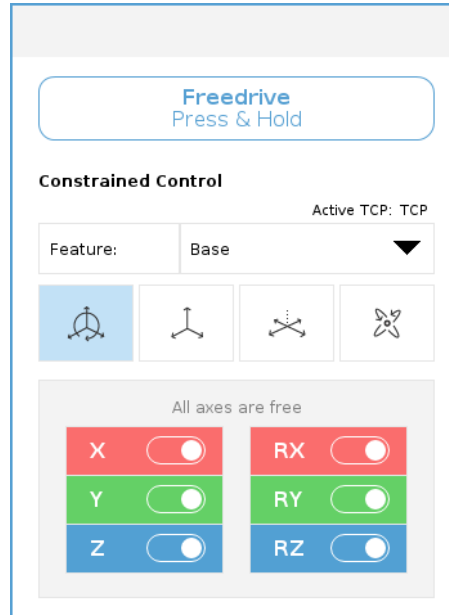 Freedrive
Press & Hold
Constrained Control
Active TCP: TCP
Feature: Base
All axes are free
X RX
Y RY
Z RZ